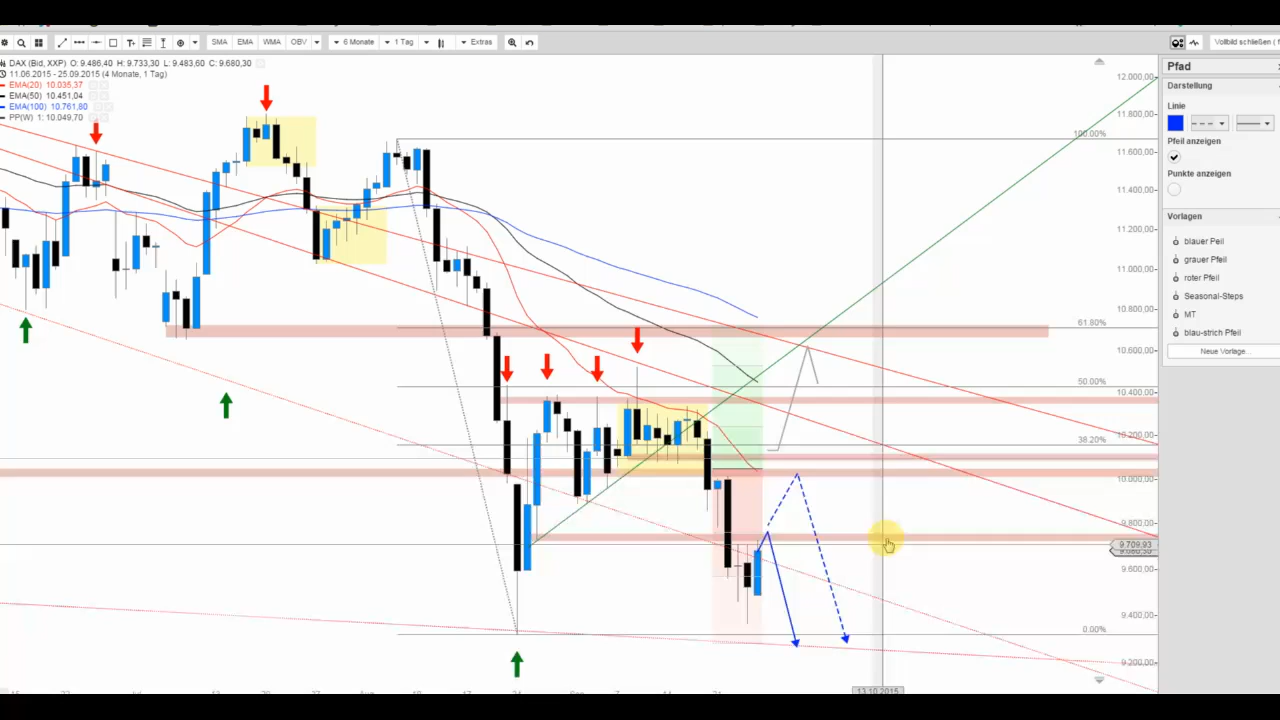 SMA EMA WMA OBV 6 Monate 1 Tag Extras Vollbild schließen ( f
DAX (Bid, XXP) O: 9.486,40 H: 9.733,30 L: 9.483,60 C: 9.680,30
11.06.2015 - 25.09.2015 (4 Monate, 1 Tag)
EMA(20) 10.035,37
EMA(50) 10.451,04
EMA(100) 10.761,80
PP(W) 1: 10.049,70
12.000,00
11.800,00
100.00%
11.600,00
11.400,00
11.200,00
11.000,00
10.800,00
61.80%
10.600,00
50.00%
10.400,00
38.20%
10.200,00
10.000,00
9.800,00
9.709,93
9.600,00
0.00%
9.400,00
9.200,00
13.10.2015
Pfad
Darstellung
Linie
Pfeil anzeigen
Punkte anzeigen
Vorlagen
blauer Peil
grauer Pfeil
roter Pfeil
Seasonal-Steps
MT
blau-strich Pfeil
Neue Vorlage...